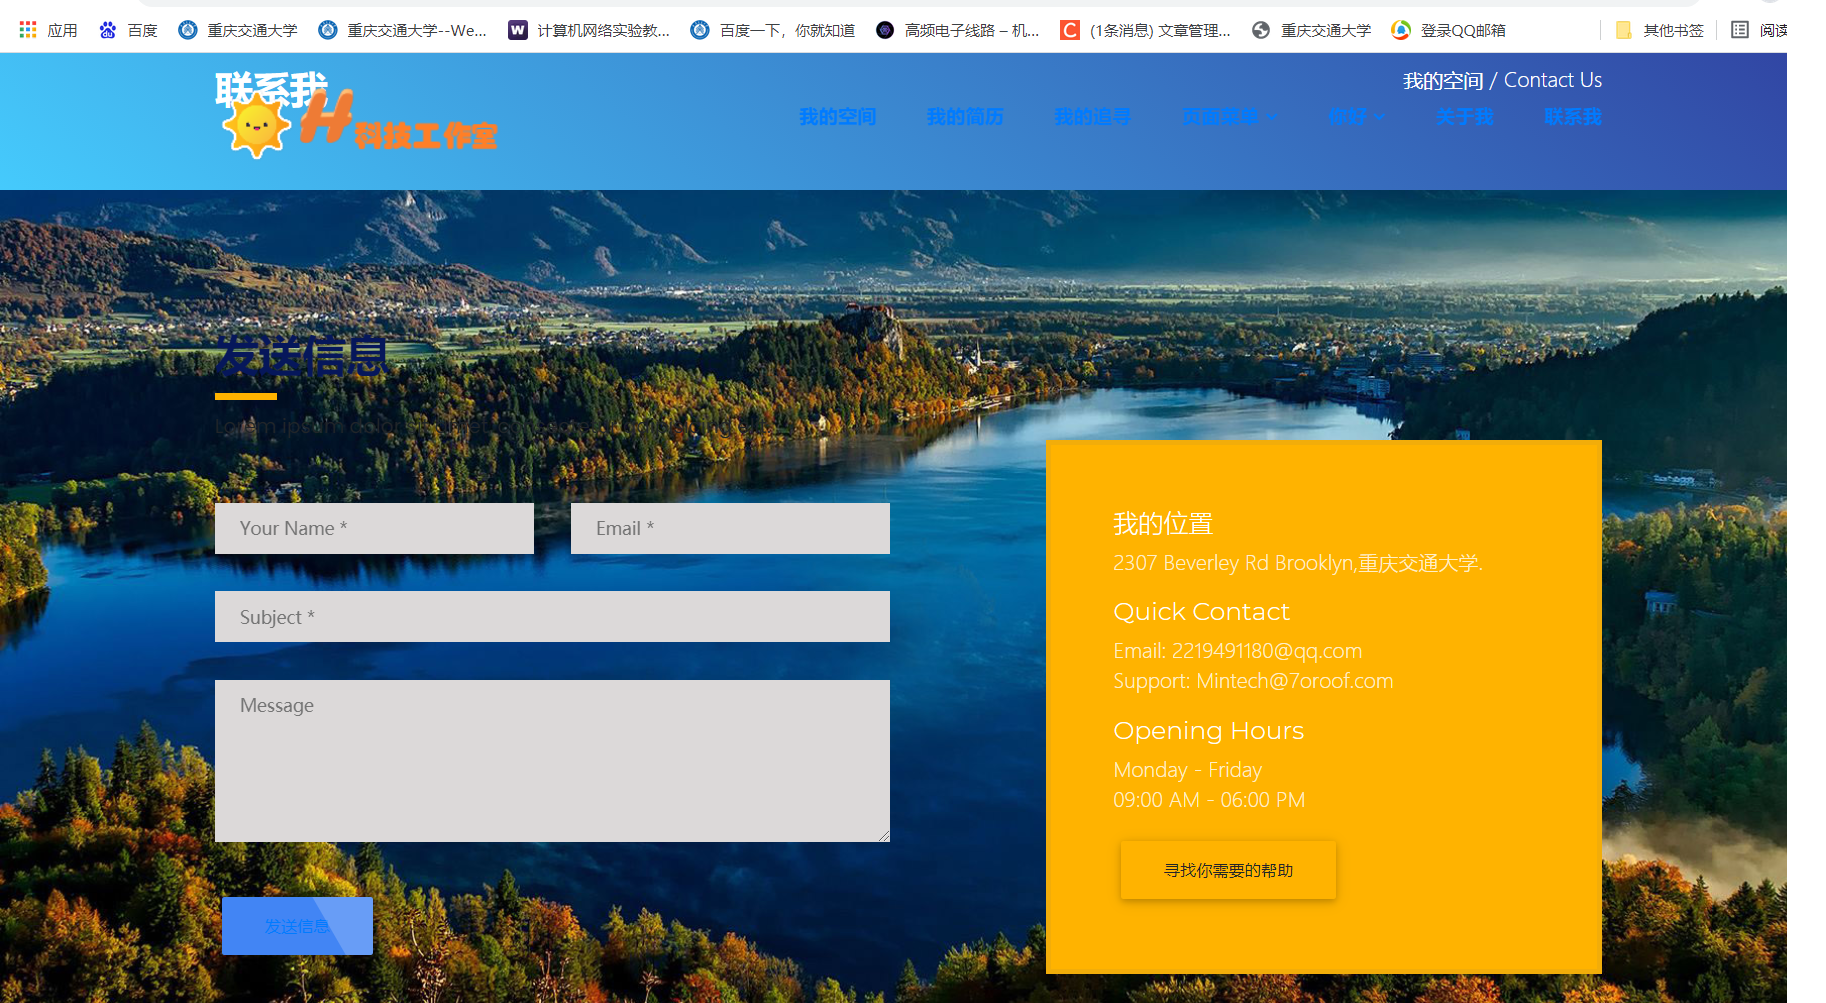 应用 百度 重庆交通大学 重庆交通大学--We... 计算机网络实验教... 百度一下，你就知道 高频电子线路 – 机... (1条消息) 文章管理... 重庆交通大学 登录QQ邮箱 其他书签 阅读
联系我
我的空间 / Contact Us
H 科技工作室
我的空间 我的简历 我的追寻 页面菜单 你好 关于我 联系我
发送信息
Lorem ipsum dolor
Your Name * Email *
Subject *
Message
发送信息
我的位置
2307 Beverley Rd Brooklyn,重庆交通大学.
Quick Contact
Email: 2219491180@qq.com
Support: Mintech@7oroof.com
Opening Hours
Monday - Friday
09:00 AM - 06:00 PM
寻找你需要的帮助